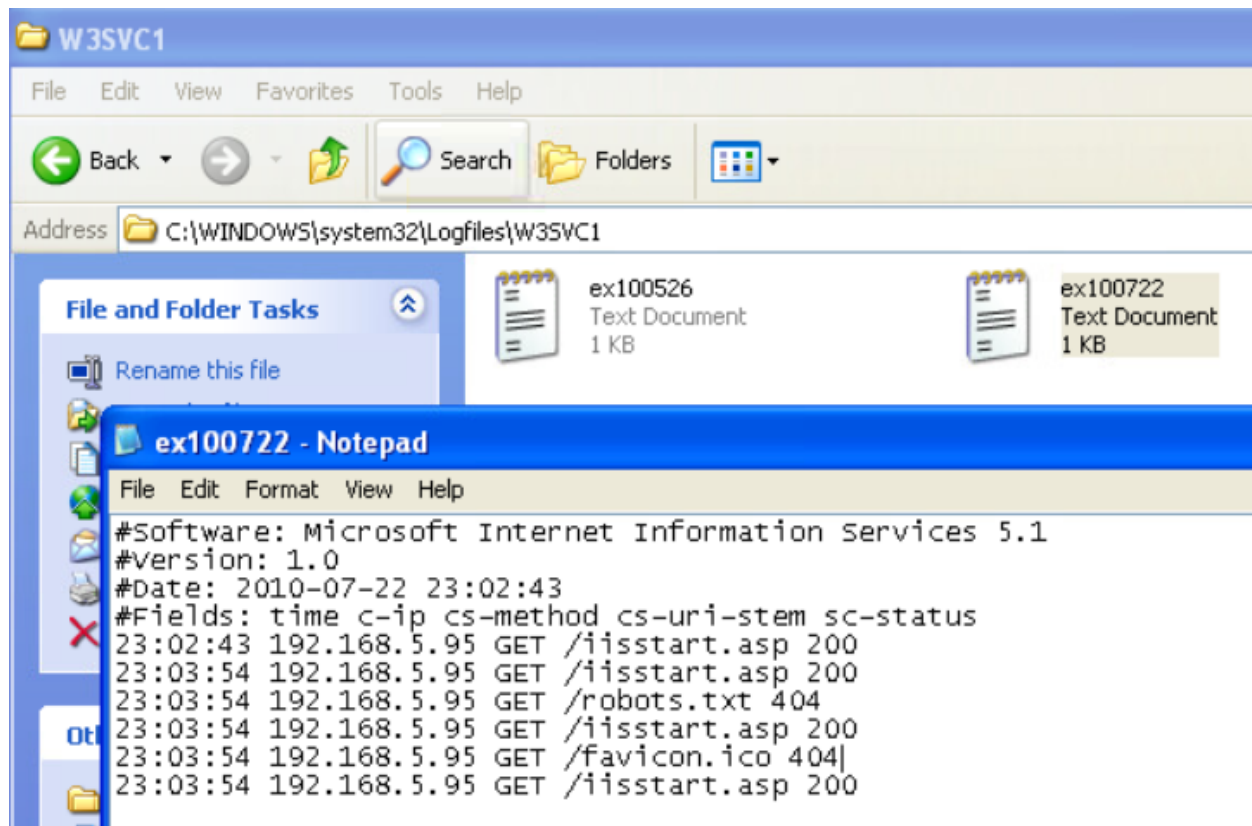 W3SVC1
File Edit View Favorites Tools Help
Back Search Folders
Address C:\WINDOWS\system32\Logfiles\W3SVC1
File and Folder Tasks
Rename this file
ex100526
Text Document
1 KB
ex100722
Text Document
1 KB
ex100722 - Notepad
File Edit Format View Help
#Software: Microsoft Internet Information Services 5.1
#Version: 1.0
#Date: 2010-07-22 23:02:43
#Fields: time c-ip cs-method cs-uri-stem sc-status
23:02:43 192.168.5.95 GET /iisstart.asp 200
23:03:54 192.168.5.95 GET /iisstart.asp 200
23:03:54 192.168.5.95 GET /robots.txt 404
23:03:54 192.168.5.95 GET /iisstart.asp 200
23:03:54 192.168.5.95 GET /favicon.ico 404
23:03:54 192.168.5.95 GET /iisstart.asp 200